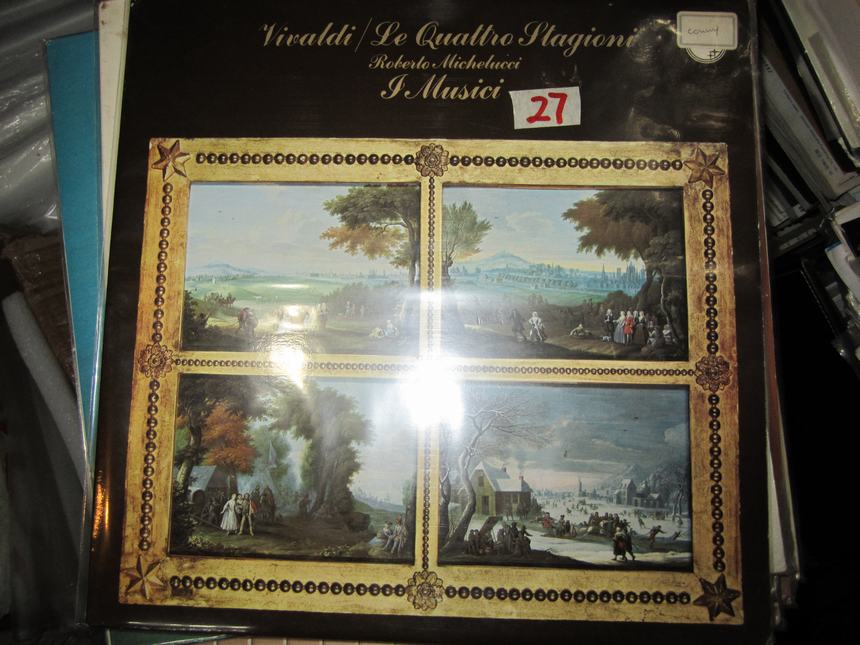 Vivaldi/Le Quattro Stagioni
Roberto Michelucci
I Musici
27